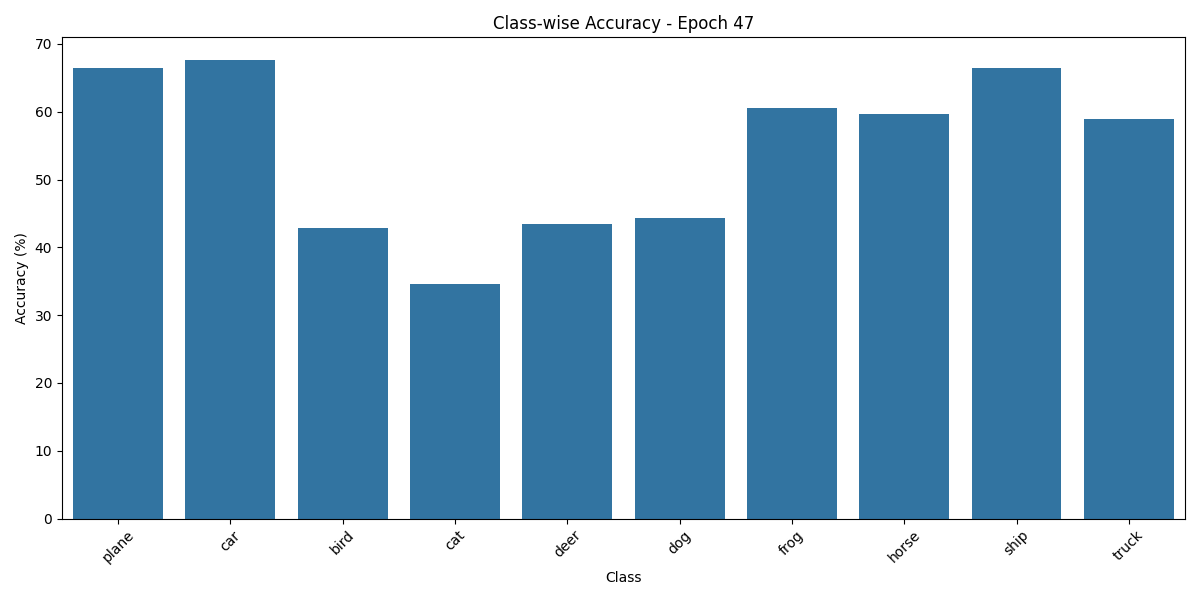 Class-wise Accuracy - Epoch 47
70
60
50
40
30
20
10
0
Accuracy (%)
plane
car
bird
cat
deer
dog
frog
horse
ship
truck
Class